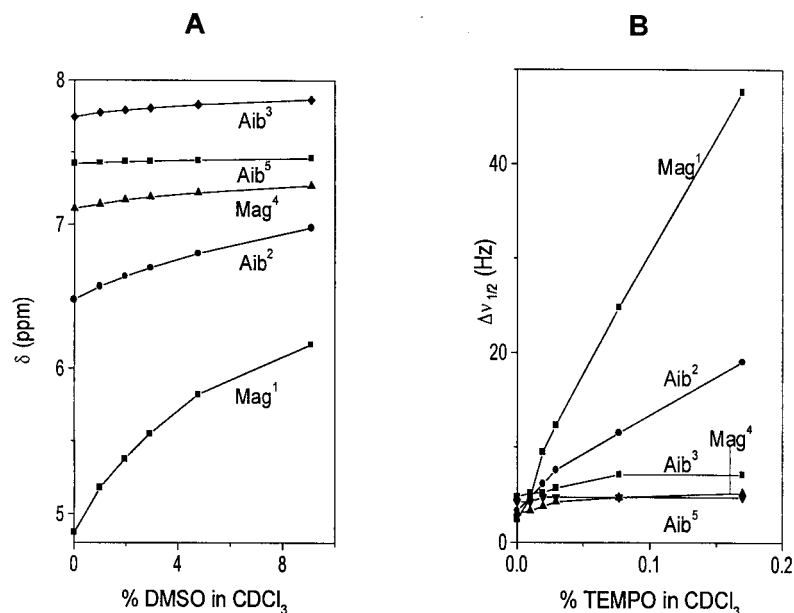 A
8
7
6
5
δ (ppm)
Aib³
Aib⁵
Mag⁴
Aib²
Mag¹
0
4
8
% DMSO in CDCl₃
B
40
20
0
Δν₁/₂ (Hz)
Mag¹
Aib²
Mag⁴
Aib³
Aib⁵
0.0
0.1
0.2
% TEMPO in CDCl₃